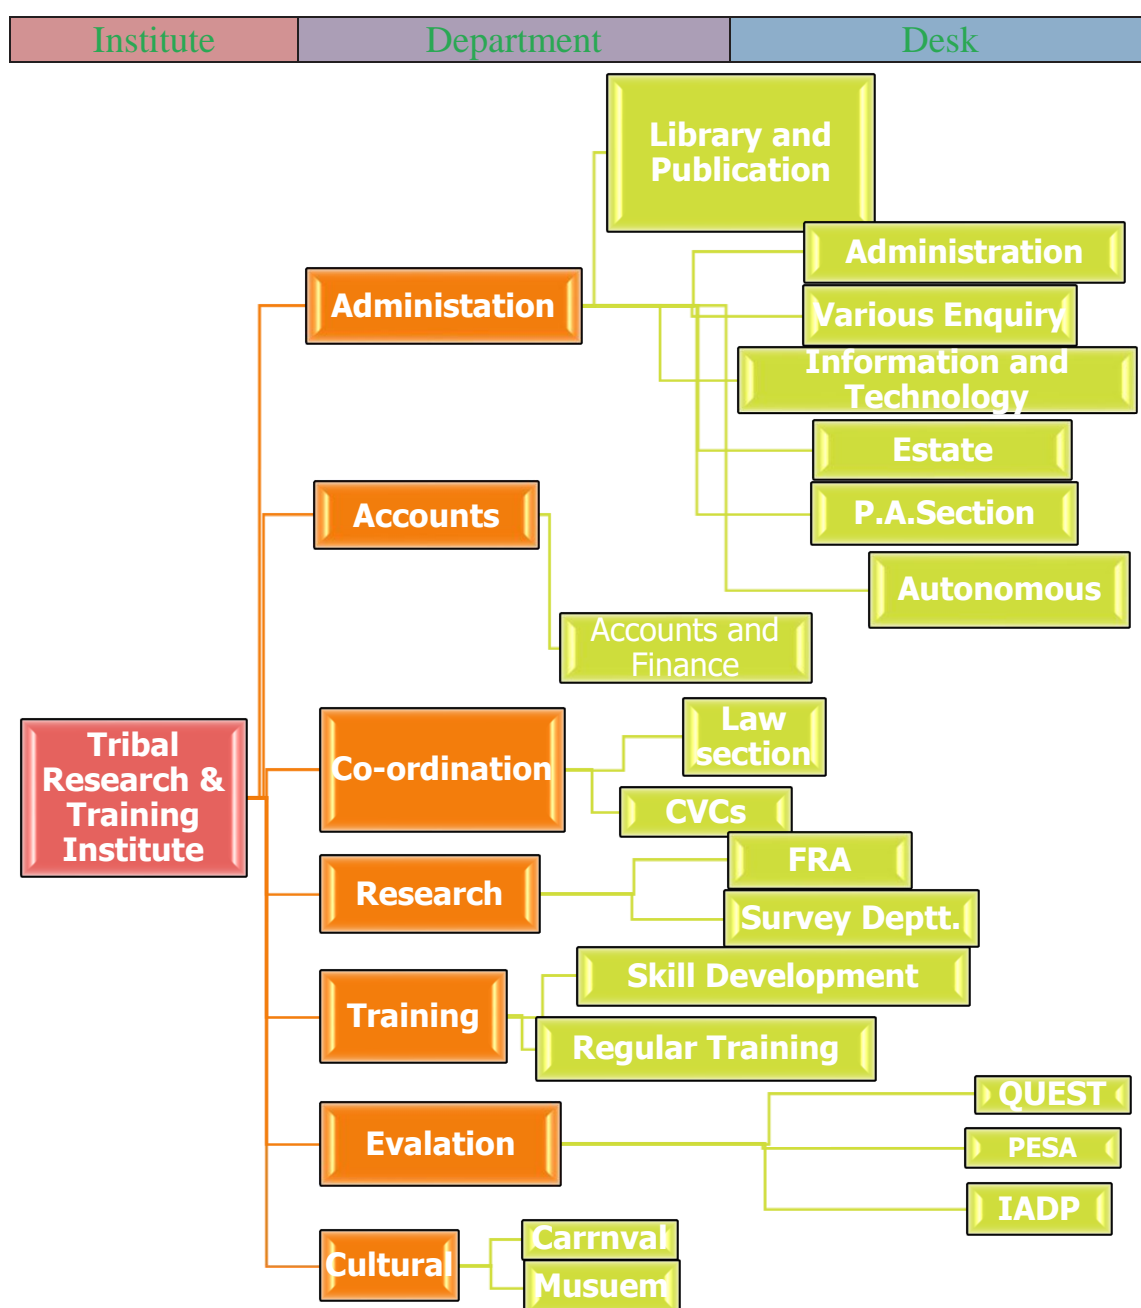 Institute Department Desk
Library and
Publication
Administration
Administation
Various Enquiry
Information and
Technology
Estate
P.A.Section
Accounts
Autonomous
Accounts and
Finance
Tribal
Research &
Training
Institute
Law
section
Co-ordination
CVCs
FRA
Research
Survey Deptt.
Skill Development
Training
Regular Training
QUEST
Evalation
PESA
IADP
Carrnval
Cultural
Musuem